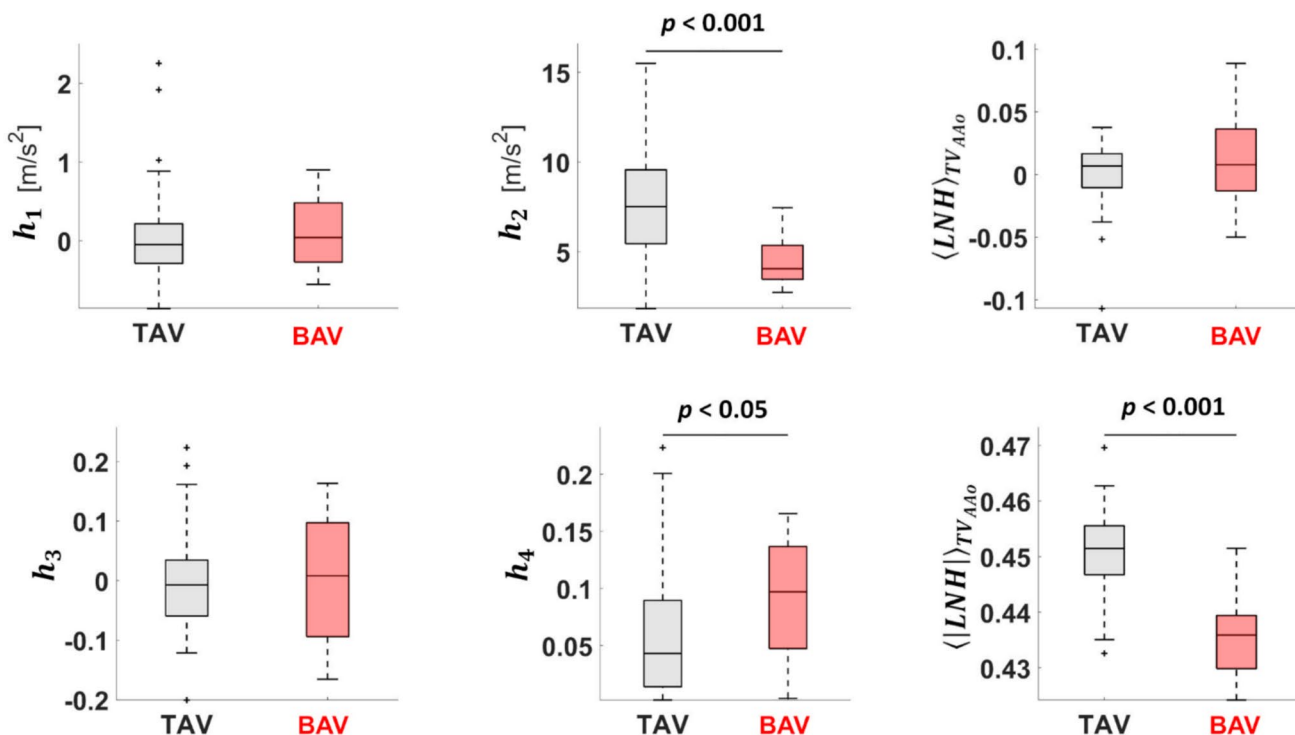 h₁ [m/s²]
2
1
0
TAV
BAV
p < 0.001
h₂ [m/s²]
15
10
5
TAV
BAV
⟨LNH⟩TV_AAo
0.1
0.05
0
-0.05
-0.1
TAV
BAV
h₃
0.2
0.1
0
-0.1
-0.2
TAV
BAV
p < 0.05
h₄
0.2
0.15
0.1
0.05
TAV
BAV
p < 0.001
⟨|LNH|⟩TV_AAo
0.47
0.46
0.45
0.44
0.43
TAV
BAV